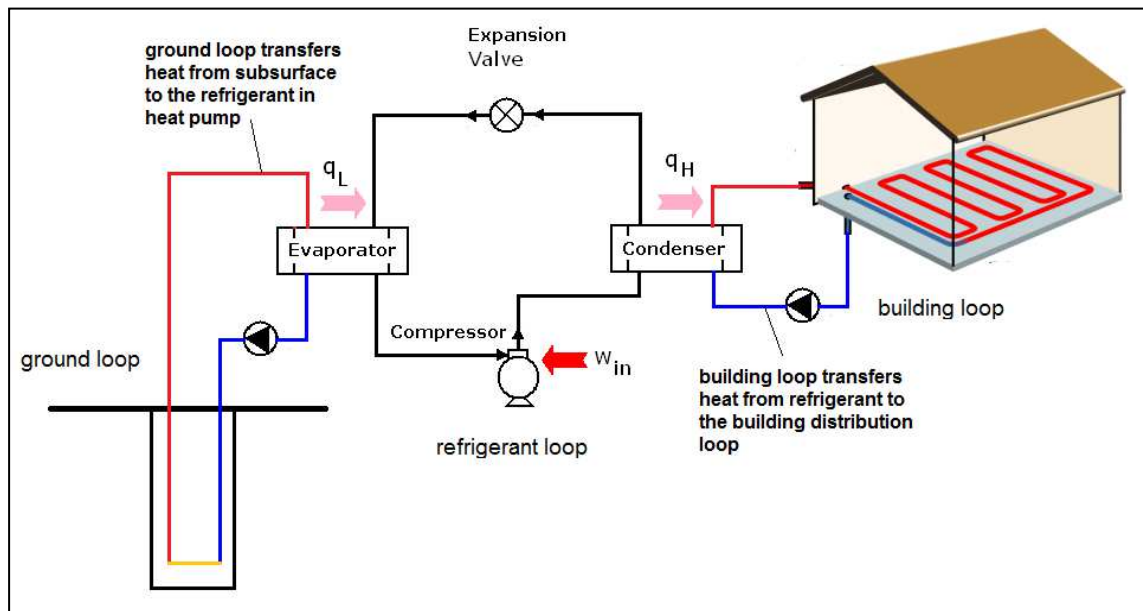 ground loop transfers
heat from subsurface
to the refrigerant in
heat pump
Expansion
Valve
qL
qH
Evaporator
Condenser
Compressor
win
ground loop
refrigerant loop
building loop
building loop transfers
heat from refrigerant to
the building distribution
loop